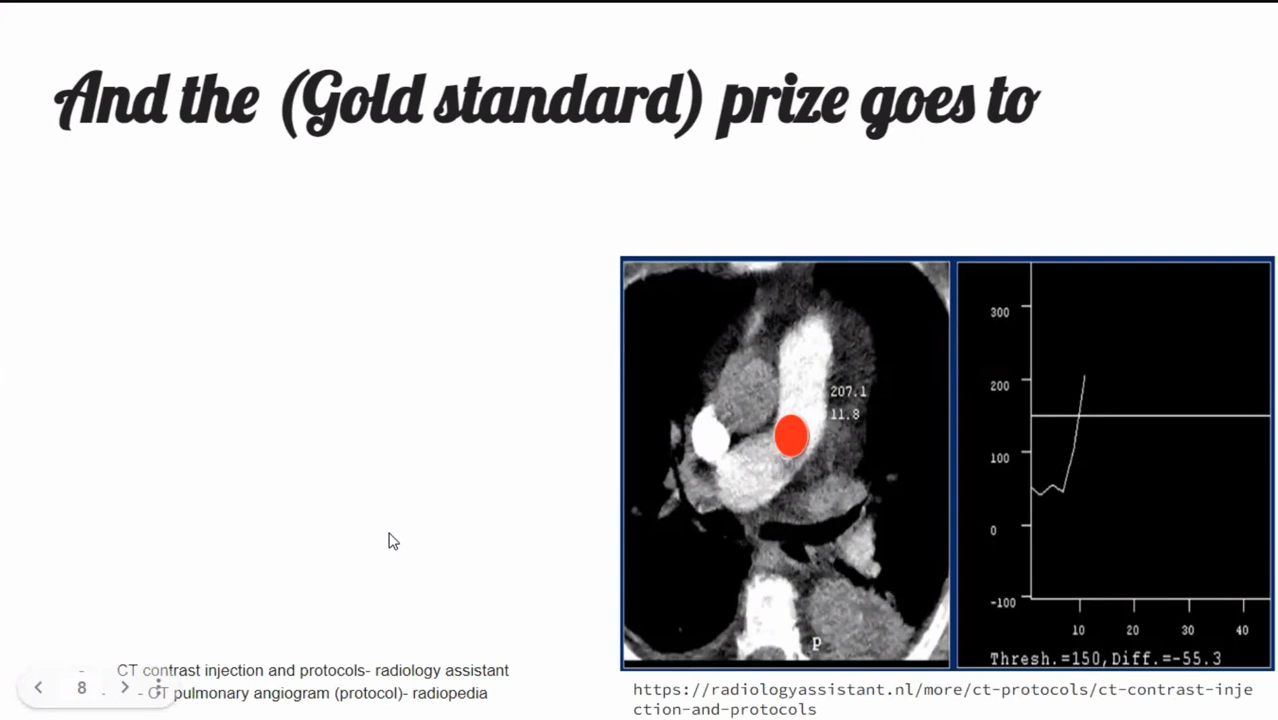 And the (Gold standard) prize goes to
207.1
11.8
p
300
200
100
0
-100
10 20 30 40
Thresh.=150,Diff.=-55.3
- CT contrast injection and protocols- radiology assistant
- - CT pulmonary angiogram (protocol)- radiopedia
8
https://radiologyassistant.nl/more/ct-protocols/ct-contrast-inje
ction-and-protocols